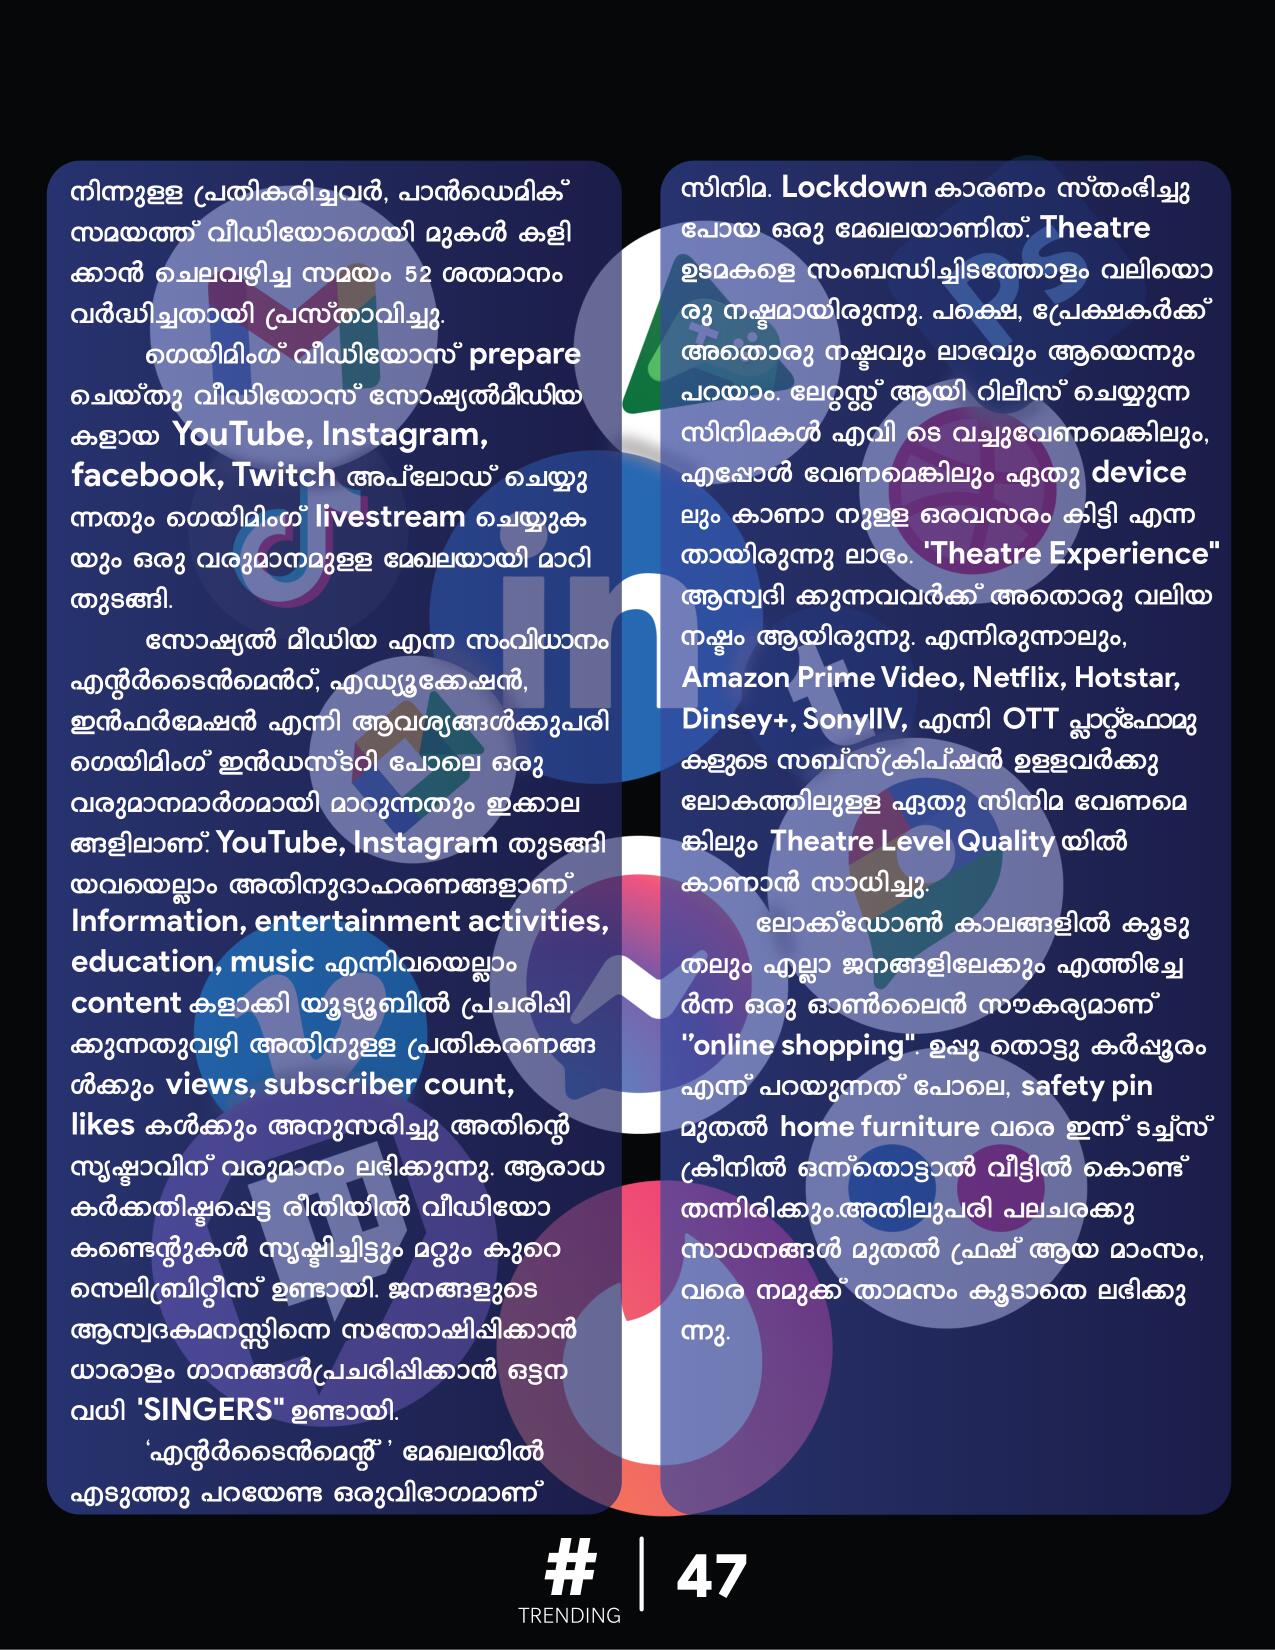 നിന്നുളള പ്രതികരിച്ചവർ, പാൻഡെമിക്
സമയത്ത് വീഡിയോഗെയി മുകൾ കളി
ക്കാൻ ചെലവഴിച്ച സമയം 52 ശതമാനം
വർദ്ധിച്ചതായി പ്രസ്താവിച്ചു.
ഗെയിമിംഗ് വീഡിയോസ് prepare
ചെയ്തു വീഡിയോസ് സോഷ്യൽമീഡിയ
കളായ YouTube, Instagram,
facebook, Twitch അപ്‌ലോഡ് ചെയ്യു
ന്നതും ഗെയിമിംഗ് livestream ചെയ്യുക
യും ഒരു വരുമാനമുളള മേഖലയായി മാറി
തുടങ്ങി.
സോഷ്യൽ മീഡിയ എന്ന സംവിധാനം
എന്റർടൈൻമെൻറ്, എഡ്യൂക്കേഷൻ,
ഇൻഫർമേഷൻ എന്നി ആവശ്യങ്ങൾക്കുപരി
ഗെയിമിംഗ് ഇൻഡസ്ടറി പോലെ ഒരു
വരുമാനമാർഗമായി മാറുന്നതും ഇക്കാല
ങ്ങളിലാണ്. YouTube, Instagram തുടങ്ങി
യവയെല്ലാം അതിനുദാഹരണങ്ങളാണ്.
Information, entertainment activities,
education, music എന്നിവയെല്ലാം
content കളാക്കി യൂട്യൂബിൽ പ്രചരിപ്പി
ക്കുന്നതുവഴി അതിനുളള പ്രതികരണങ്ങ
ൾക്കും views, subscriber count,
likes കൾക്കും അനുസരിച്ചു അതിന്റെ
സൃഷ്ടാവിന് വരുമാനം ലഭിക്കുന്നു. ആരാധ
കർക്കതിഷ്ടപ്പെട്ട രീതിയിൽ വീഡിയോ
കണ്ടെന്റുകൾ സൃഷ്ടിച്ചിട്ടും മറ്റും കുറെ
സെലിബ്രിറ്റീസ് ഉണ്ടായി. ജനങ്ങളുടെ
ആസ്വദകമനസ്സിന്നെ സന്തോഷിപ്പിക്കാൻ
ധാരാളം ഗാനങ്ങൾപ്രചരിപ്പിക്കാൻ ഒട്ടന
വധി 'SINGERS" ഉണ്ടായി.
‘എന്റർടൈൻമെന്റ് ’ മേഖലയിൽ
എടുത്തു പറയേണ്ട ഒരുവിഭാഗമാണ്
സിനിമ. Lockdown കാരണം സ്തംഭിച്ചു
പോയ ഒരു മേഖലയാണിത്. Theatre
ഉടമകളെ സംബന്ധിച്ചിടത്തോളം വലിയൊ
രു നഷ്ടമായിരുന്നു. പക്ഷെ, പ്രേക്ഷകർക്ക്
അതൊരു നഷ്ടവും ലാഭവും ആയെന്നും
പറയാം. ലേറ്റസ്റ്റ് ആയി റിലീസ് ചെയ്യുന്ന
സിനിമകൾ എവി ടെ വച്ചുവേണമെങ്കിലും,
എപ്പോൾ വേണമെങ്കിലും ഏതു device
ലും കാണാ നുളള ഒരവസരം കിട്ടി എന്ന
തായിരുന്നു ലാഭം. 'Theatre Experience"
ആസ്വദി ക്കുന്നവവർക്ക് അതൊരു വലിയ
നഷ്ടം ആയിരുന്നു. എന്നിരുന്നാലും,
Amazon Prime Video, Netflix, Hotstar,
Dinsey+, SonylIV, എന്നി OTT പ്ലാറ്റ്ഫോമു
കളുടെ സബ്സ്ക്രിപ്ഷൻ ഉളളവർക്കു
ലോകത്തിലുളള ഏതു സിനിമ വേണമെ
ങ്കിലും Theatre Level Quality യിൽ
കാണാൻ സാധിച്ചു.
ലോക്ക്ഡോൺ കാലങ്ങളിൽ കൂടു
തലും എല്ലാ ജനങ്ങളിലേക്കും എത്തിച്ചേ
ർന്ന ഒരു ഓൺലൈൻ സൗകര്യമാണ്
"online shopping". ഉപ്പു തൊട്ടു കർപ്പൂരം
എന്ന് പറയുന്നത് പോലെ, safety pin
മുതൽ home furniture വരെ ഇന്ന് ടച്ച്സ്
ക്രീനിൽ ഒന്ന്തൊട്ടാൽ വീട്ടിൽ കൊണ്ട്
തന്നിരിക്കും.അതിലുപരി പലചരക്കു
സാധനങ്ങൾ മുതൽ ഫ്രഷ് ആയ മാംസം,
വരെ നമുക്ക് താമസം കൂടാതെ ലഭിക്കു
ന്നു.
Ps
in
#
TRENDING
47